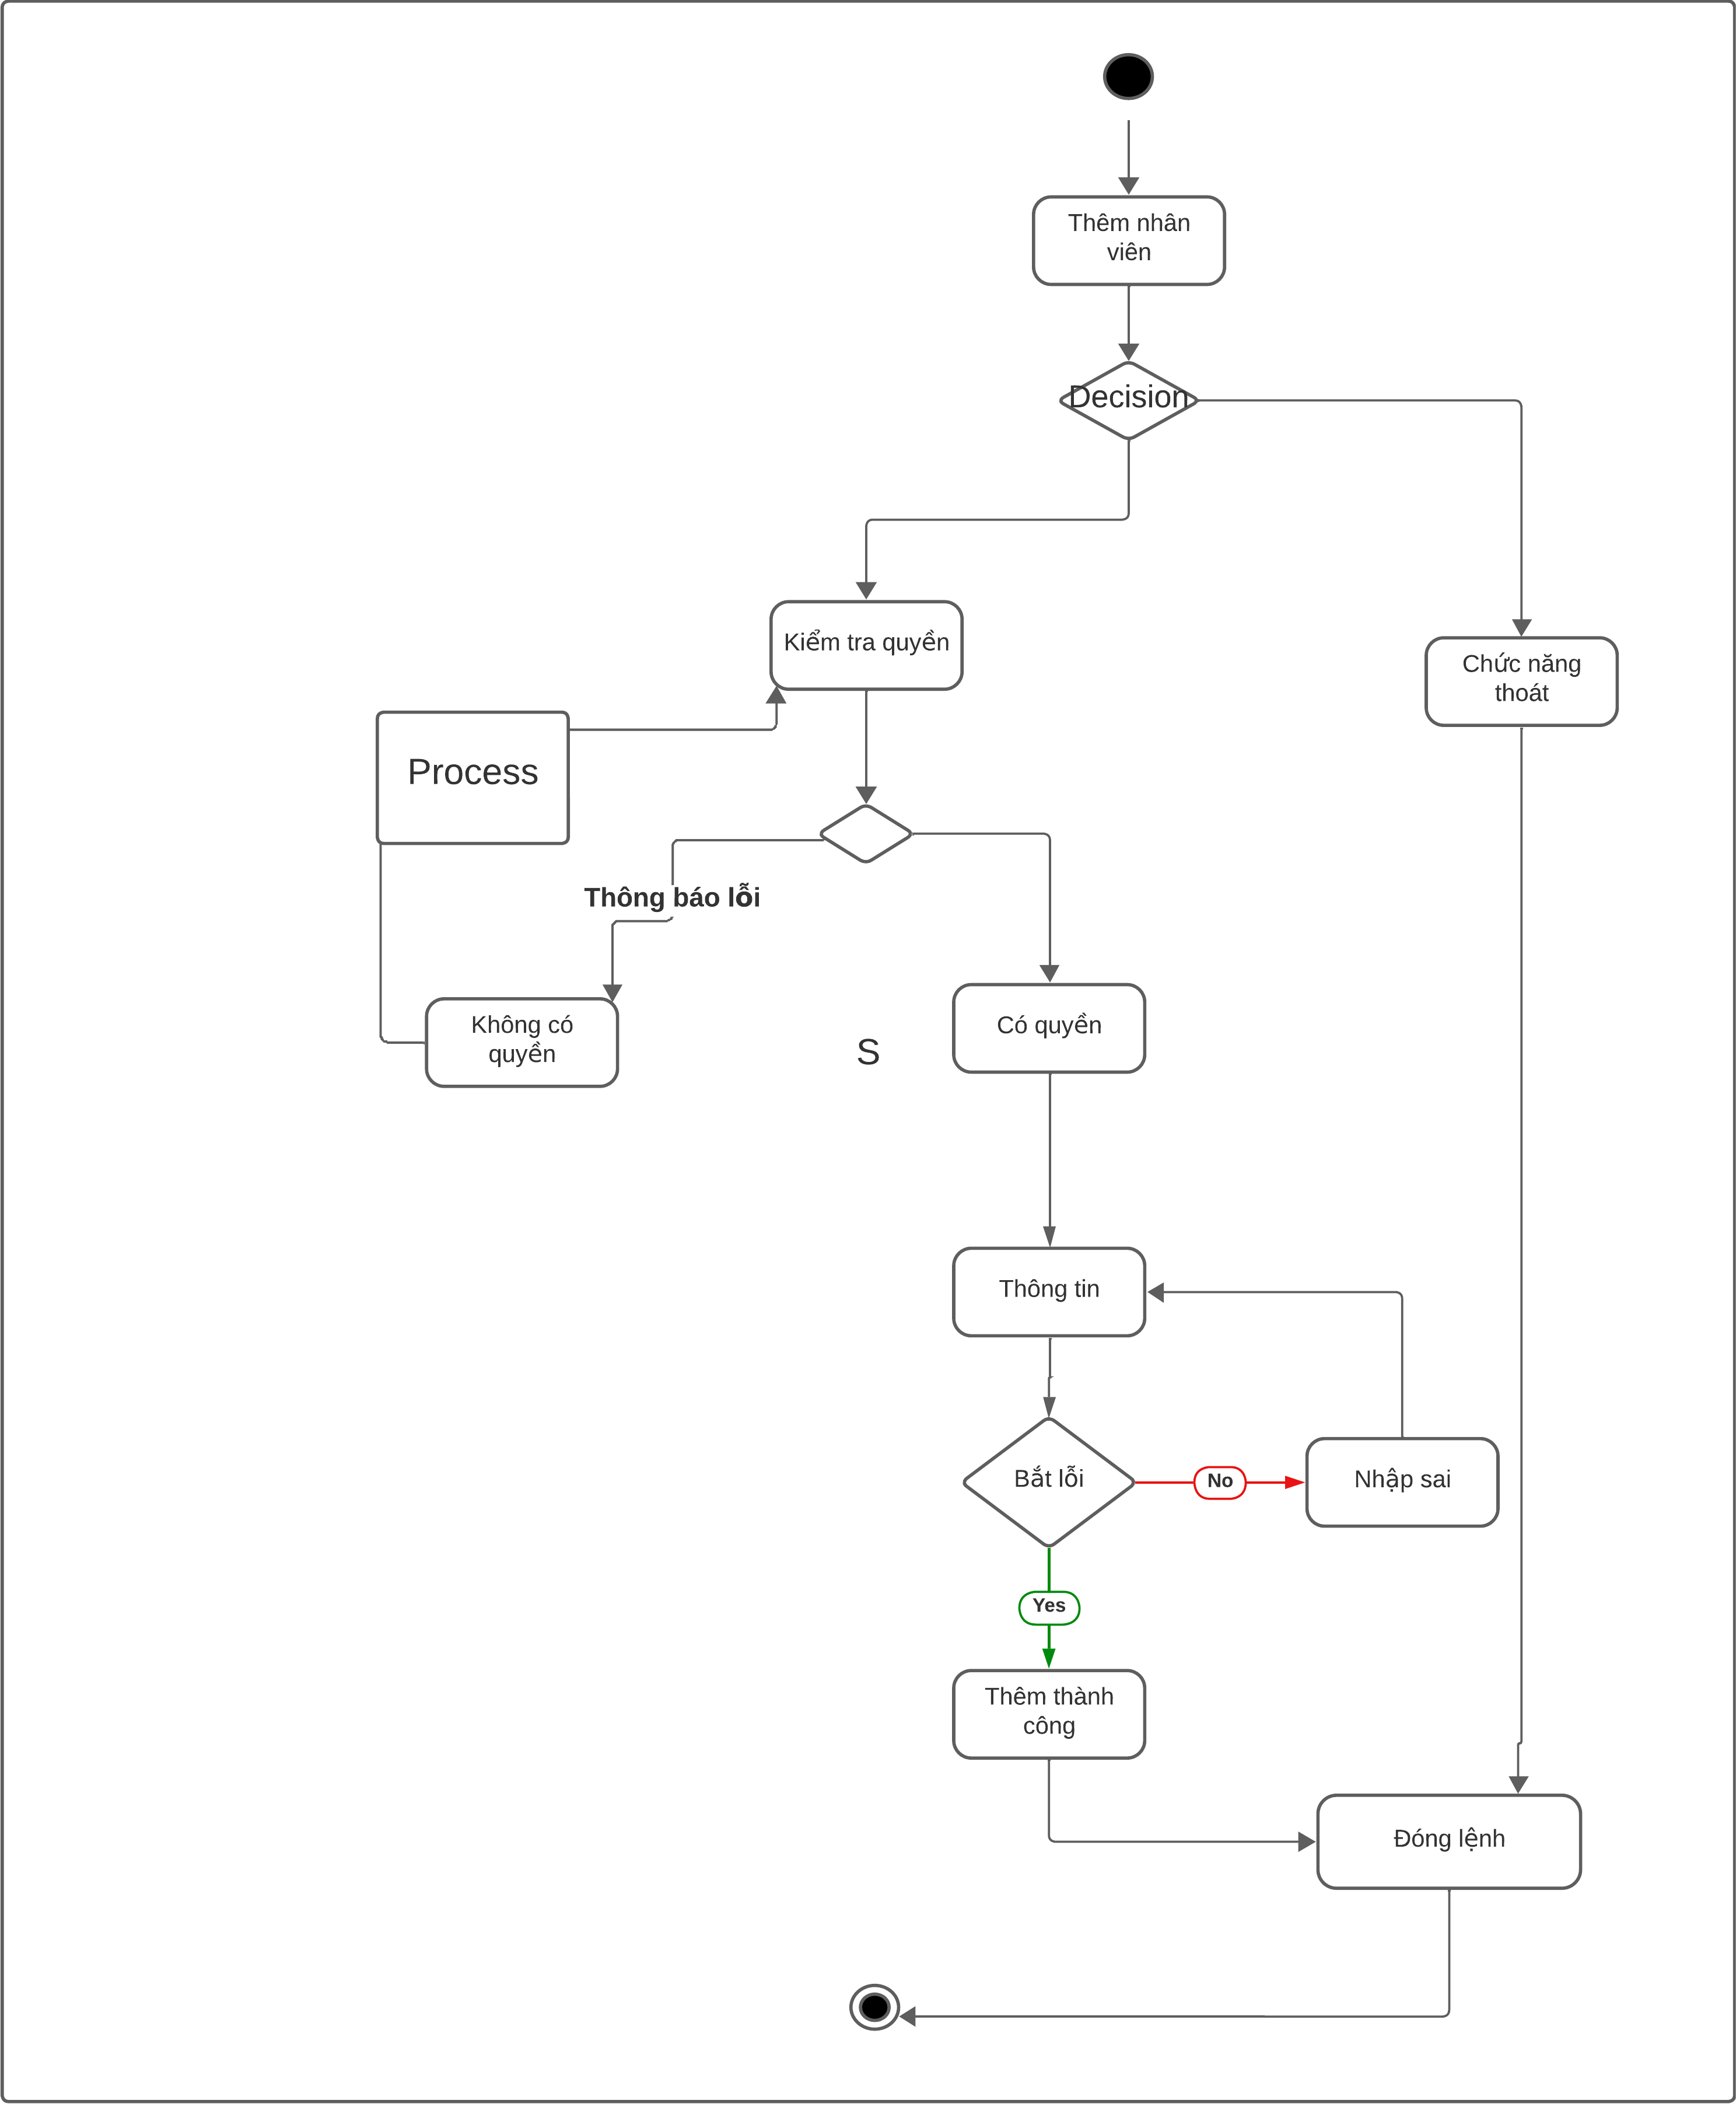 Thêm nhân
viên
Decision
Kiểm tra quyền
Chức năng
thoát
Process
Thông báo lỗi
Không có
quyền
S
Có quyền
Thông tin
Bắt lỗi
No
Nhập sai
Yes
Thêm thành
công
Đóng lệnh